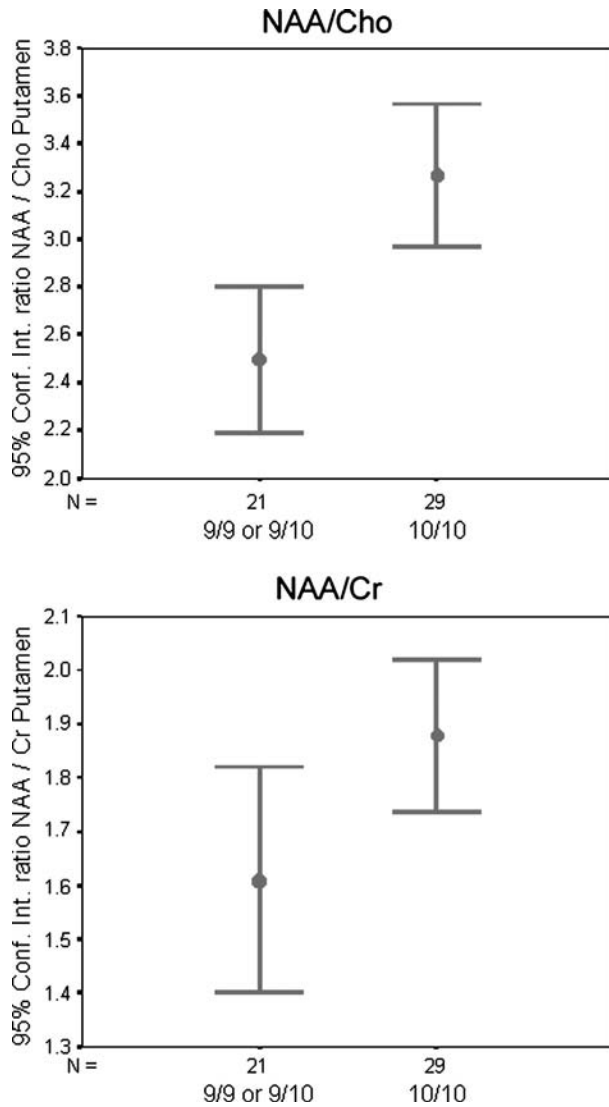 NAA/Cho
95% Conf. Int. ratio NAA / Cho Putamen
3.8
3.6
3.4
3.2
3.0
2.8
2.6
2.4
2.2
2.0
N = 21 29
9/9 or 9/10 10/10
NAA/Cr
95% Conf. Int. ratio NAA / Cr Putamen
2.1
2.0
1.9
1.8
1.7
1.6
1.5
1.4
1.3
N = 21 29
9/9 or 9/10 10/10